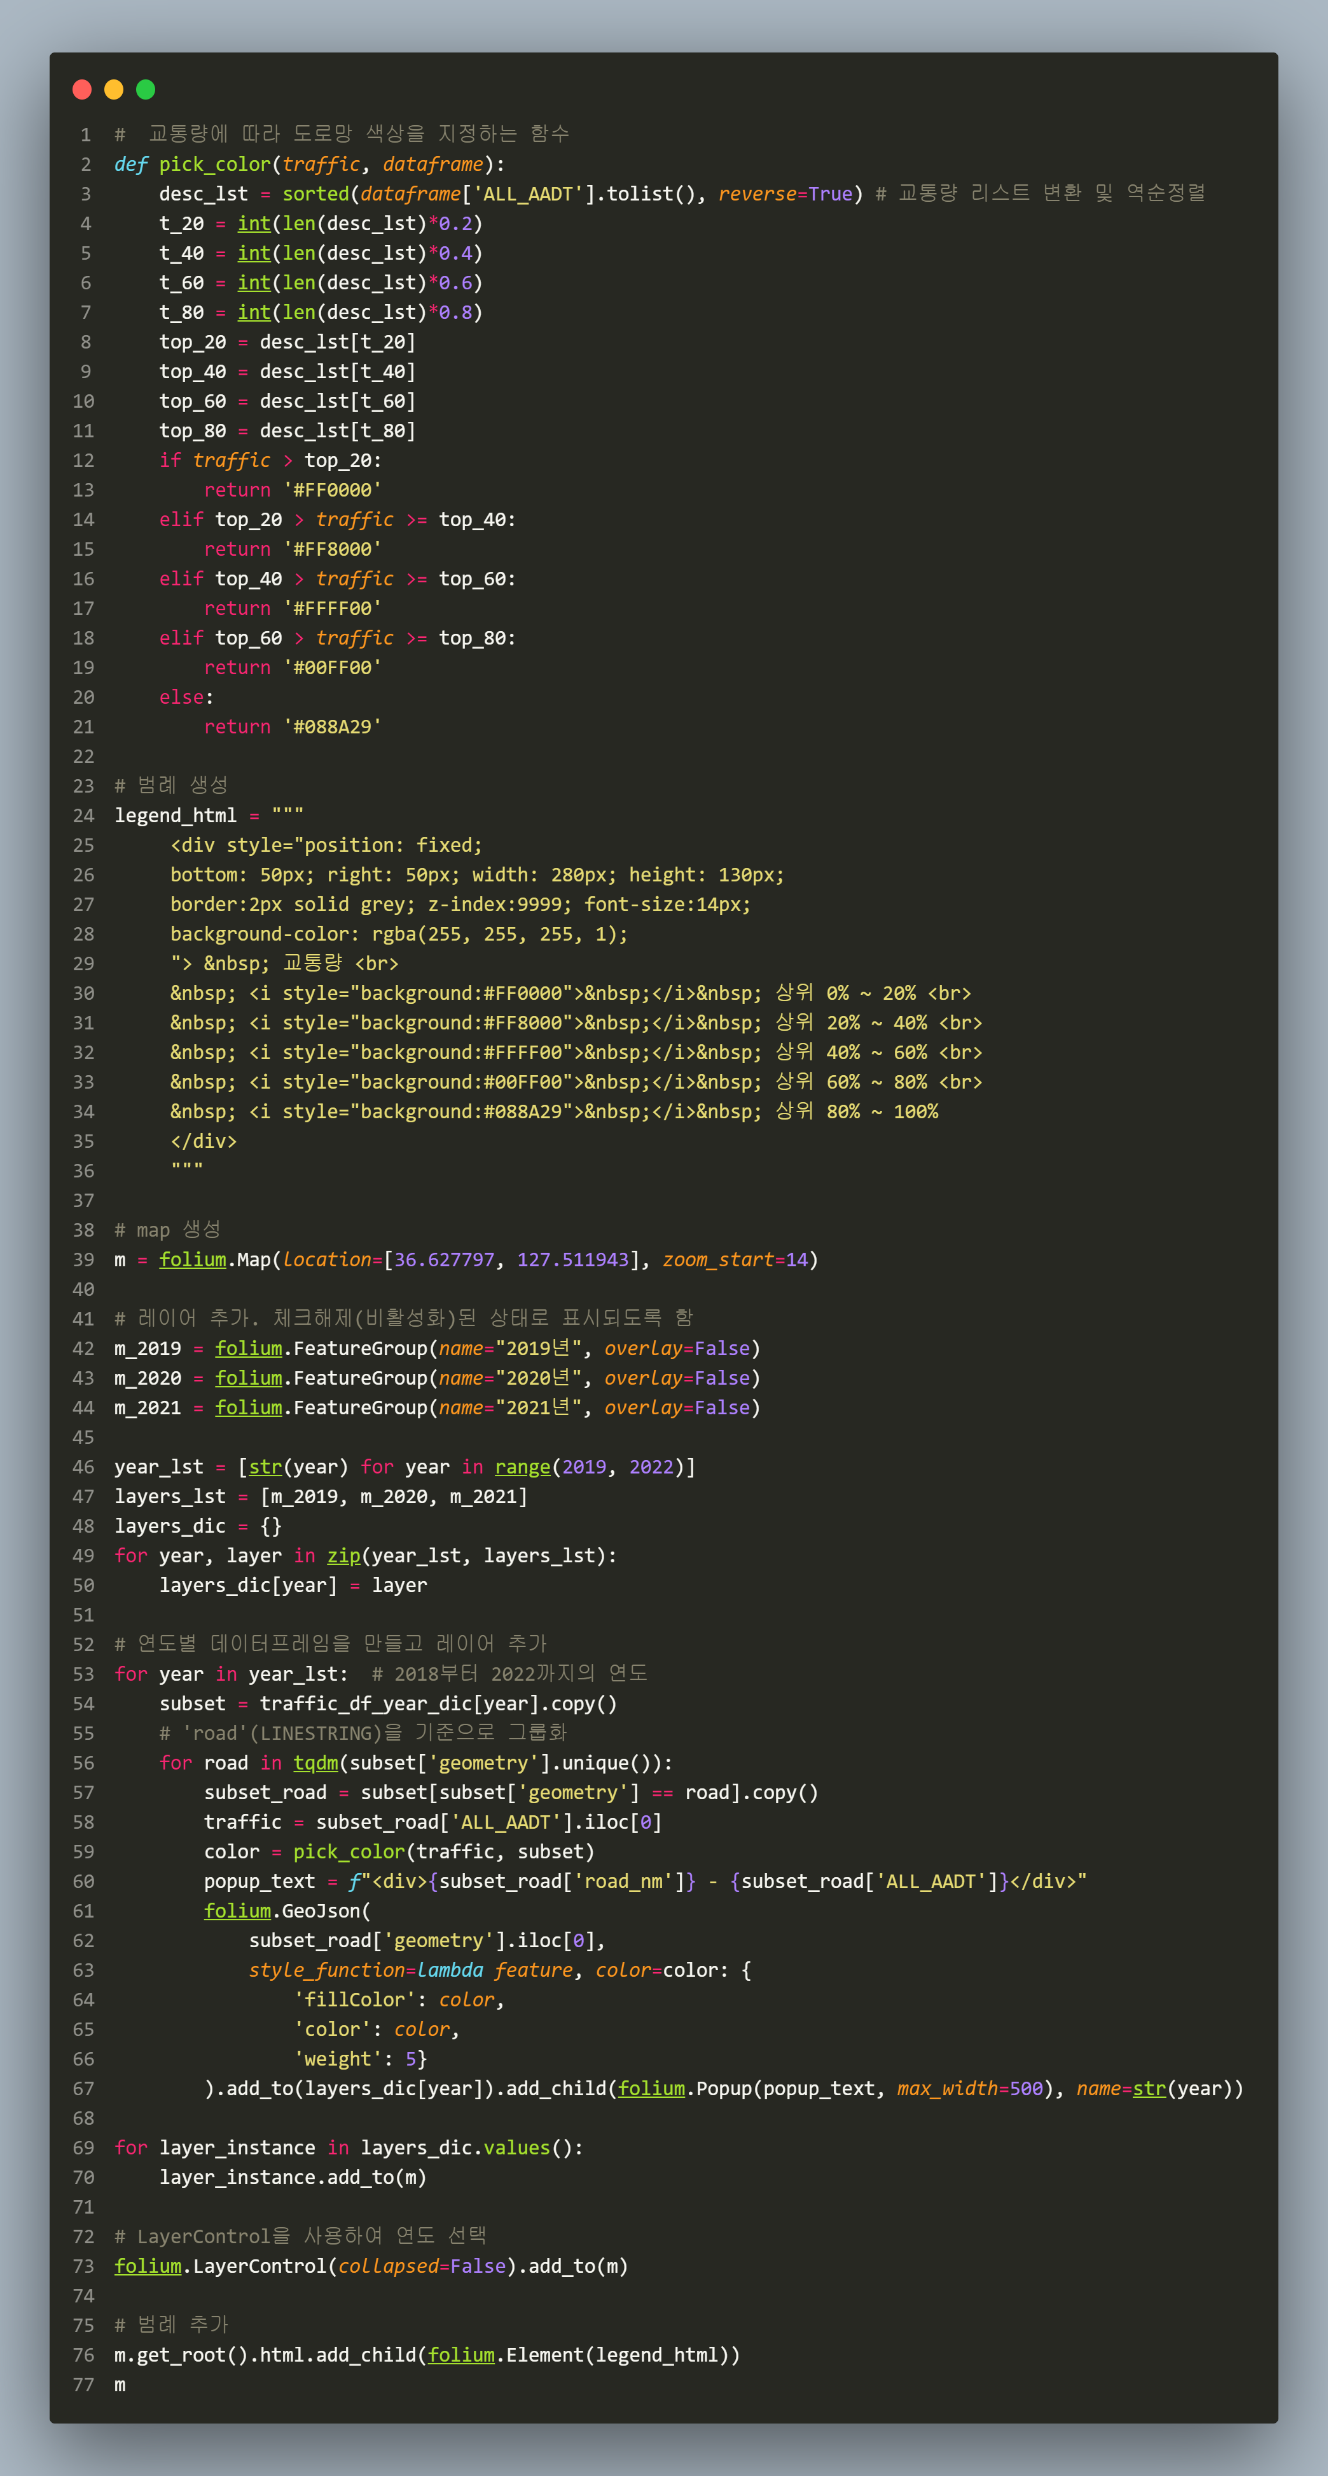 1 #  교통량에 따라 도로망 색상을 지정하는 함수
2 def pick_color(traffic, dataframe):
3     desc_lst = sorted(dataframe['ALL_AADT'].tolist(), reverse=True) # 교통량 리스트 변환 및 역순정렬
4     t_20 = int(len(desc_lst)*0.2)
5     t_40 = int(len(desc_lst)*0.4)
6     t_60 = int(len(desc_lst)*0.6)
7     t_80 = int(len(desc_lst)*0.8)
8     top_20 = desc_lst[t_20]
9     top_40 = desc_lst[t_40]
10     top_60 = desc_lst[t_60]
11     top_80 = desc_lst[t_80]
12     if traffic > top_20:
13         return '#FF0000'
14     elif top_20 > traffic >= top_40:
15         return '#FF8000'
16     elif top_40 > traffic >= top_60:
17         return '#FFFF00'
18     elif top_60 > traffic >= top_80:
19         return '#00FF00'
20     else:
21         return '#088A29'
22
23 # 범례 생성
24 legend_html = """
25      <div style="position: fixed;
26      bottom: 50px; right: 50px; width: 280px; height: 130px;
27      border:2px solid grey; z-index:9999; font-size:14px;
28      background-color: rgba(255, 255, 255, 1);
29      "> &nbsp; 교통량 <br>
30      &nbsp; <i style="background:#FF0000">&nbsp;</i>&nbsp; 상위 0% ~ 20% <br>
31      &nbsp; <i style="background:#FF8000">&nbsp;</i>&nbsp; 상위 20% ~ 40% <br>
32      &nbsp; <i style="background:#FFFF00">&nbsp;</i>&nbsp; 상위 40% ~ 60% <br>
33      &nbsp; <i style="background:#00FF00">&nbsp;</i>&nbsp; 상위 60% ~ 80% <br>
34      &nbsp; <i style="background:#088A29">&nbsp;</i>&nbsp; 상위 80% ~ 100%
35      </div>
36      """
37
38 # map 생성
39 m = folium.Map(location=[36.627797, 127.511943], zoom_start=14)
40
41 # 레이어 추가. 체크해제(비활성화)된 상태로 표시되도록 함
42 m_2019 = folium.FeatureGroup(name="2019년", overlay=False)
43 m_2020 = folium.FeatureGroup(name="2020년", overlay=False)
44 m_2021 = folium.FeatureGroup(name="2021년", overlay=False)
45
46 year_lst = [str(year) for year in range(2019, 2022)]
47 layers_lst = [m_2019, m_2020, m_2021]
48 layers_dic = {}
49 for year, layer in zip(year_lst, layers_lst):
50     layers_dic[year] = layer
51
52 # 연도별 데이터프레임을 만들고 레이어 추가
53 for year in year_lst:  # 2018부터 2022까지의 연도
54     subset = traffic_df_year_dic[year].copy()
55     # 'road'(LINESTRING)을 기준으로 그룹화
56     for road in tqdm(subset['geometry'].unique()):
57         subset_road = subset[subset['geometry'] == road].copy()
58         traffic = subset_road['ALL_AADT'].iloc[0]
59         color = pick_color(traffic, subset)
60         popup_text = f"<div>{subset_road['road_nm']} - {subset_road['ALL_AADT']}</div>"
61         folium.GeoJson(
62             subset_road['geometry'].iloc[0],
63             style_function=lambda feature, color=color: {
64                 'fillColor': color,
65                 'color': color,
66                 'weight': 5}
67         ).add_to(layers_dic[year]).add_child(folium.Popup(popup_text, max_width=500), name=str(year))
68
69 for layer_instance in layers_dic.values():
70     layer_instance.add_to(m)
71
72 # LayerControl을 사용하여 연도 선택
73 folium.LayerControl(collapsed=False).add_to(m)
74
75 # 범례 추가
76 m.get_root().html.add_child(folium.Element(legend_html))
77 m